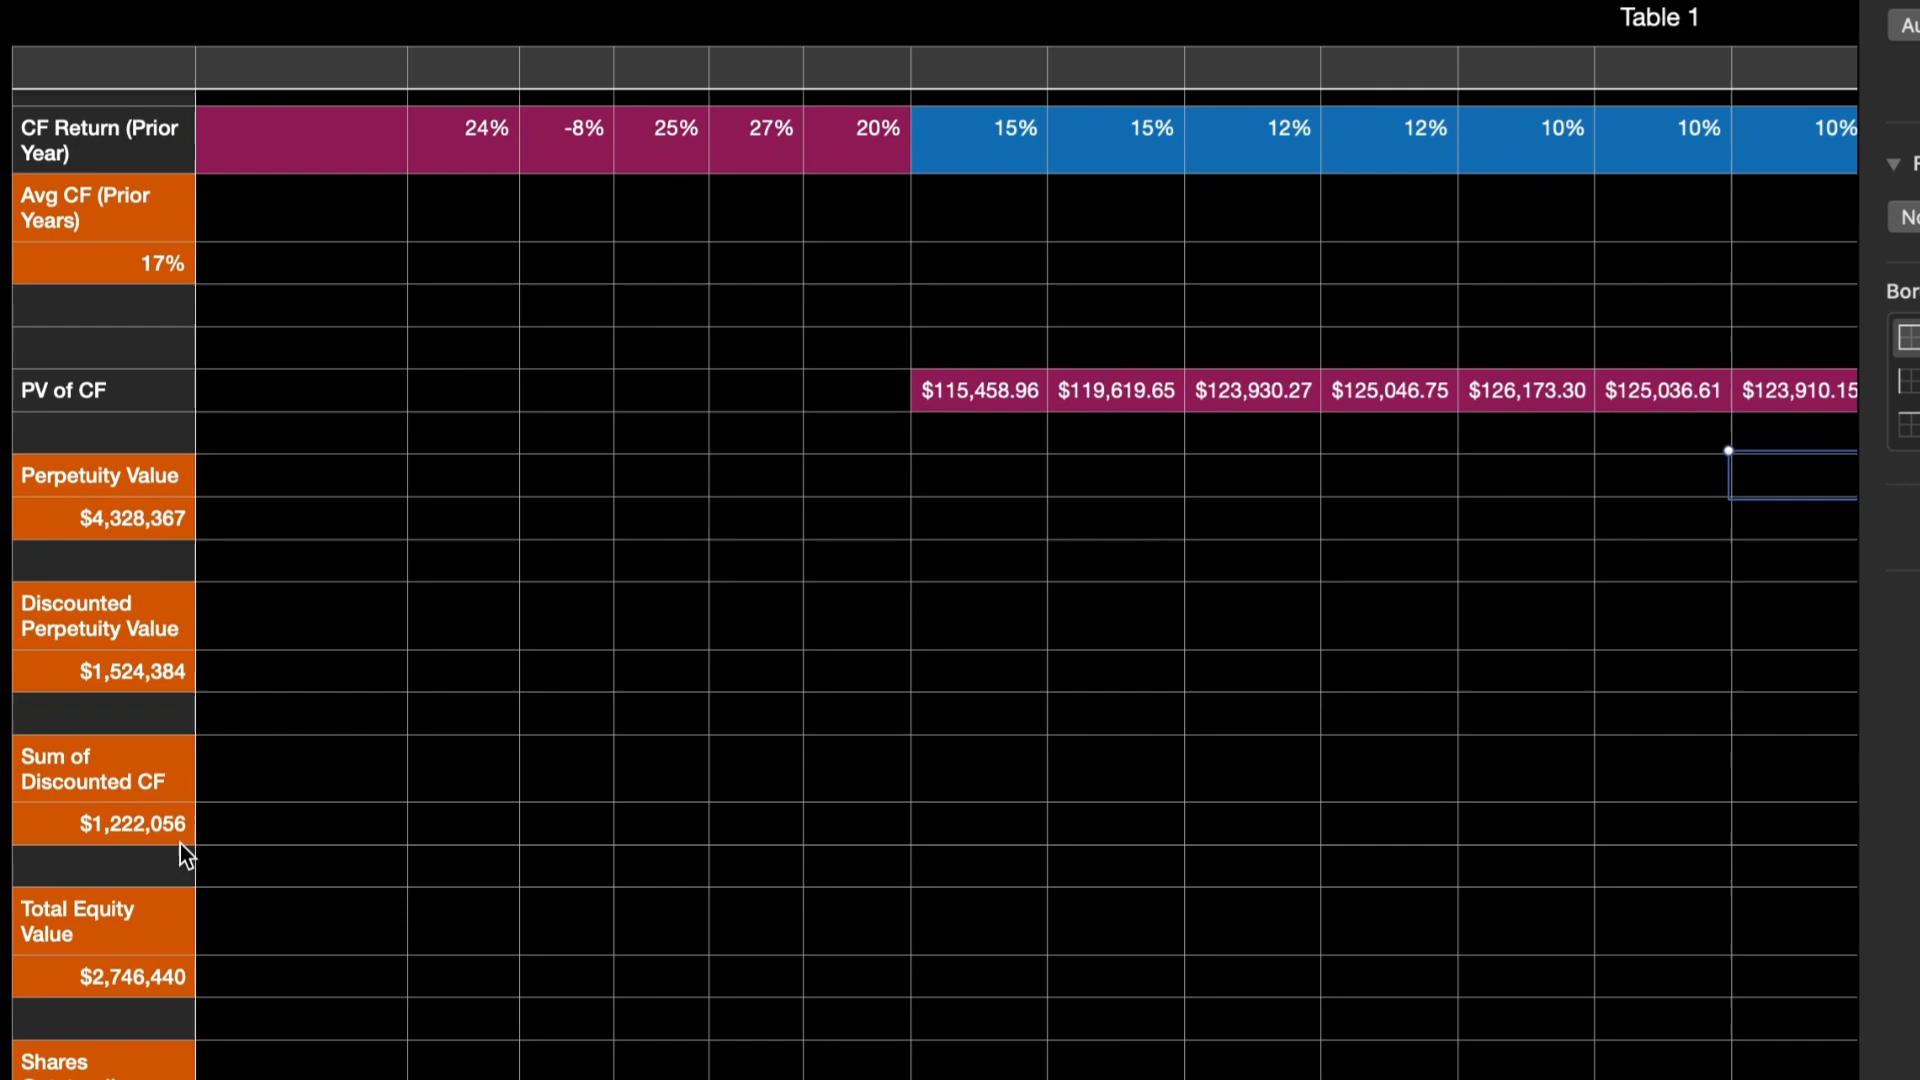 Table 1
CF Return (Prior Year) 24% -8% 25% 27% 20% 15% 15% 12% 12% 10% 10% 10%
Avg CF (Prior Years)
17%
PV of CF $115,458.96 $119,619.65 $123,930.27 $125,046.75 $126,173.30 $125,036.61 $123,910.15
Perpetuity Value
$4,328,367
Discounted Perpetuity Value
$1,524,384
Sum of Discounted CF
$1,222,056
Total Equity Value
$2,746,440
Shares
Au
F
No
Bor